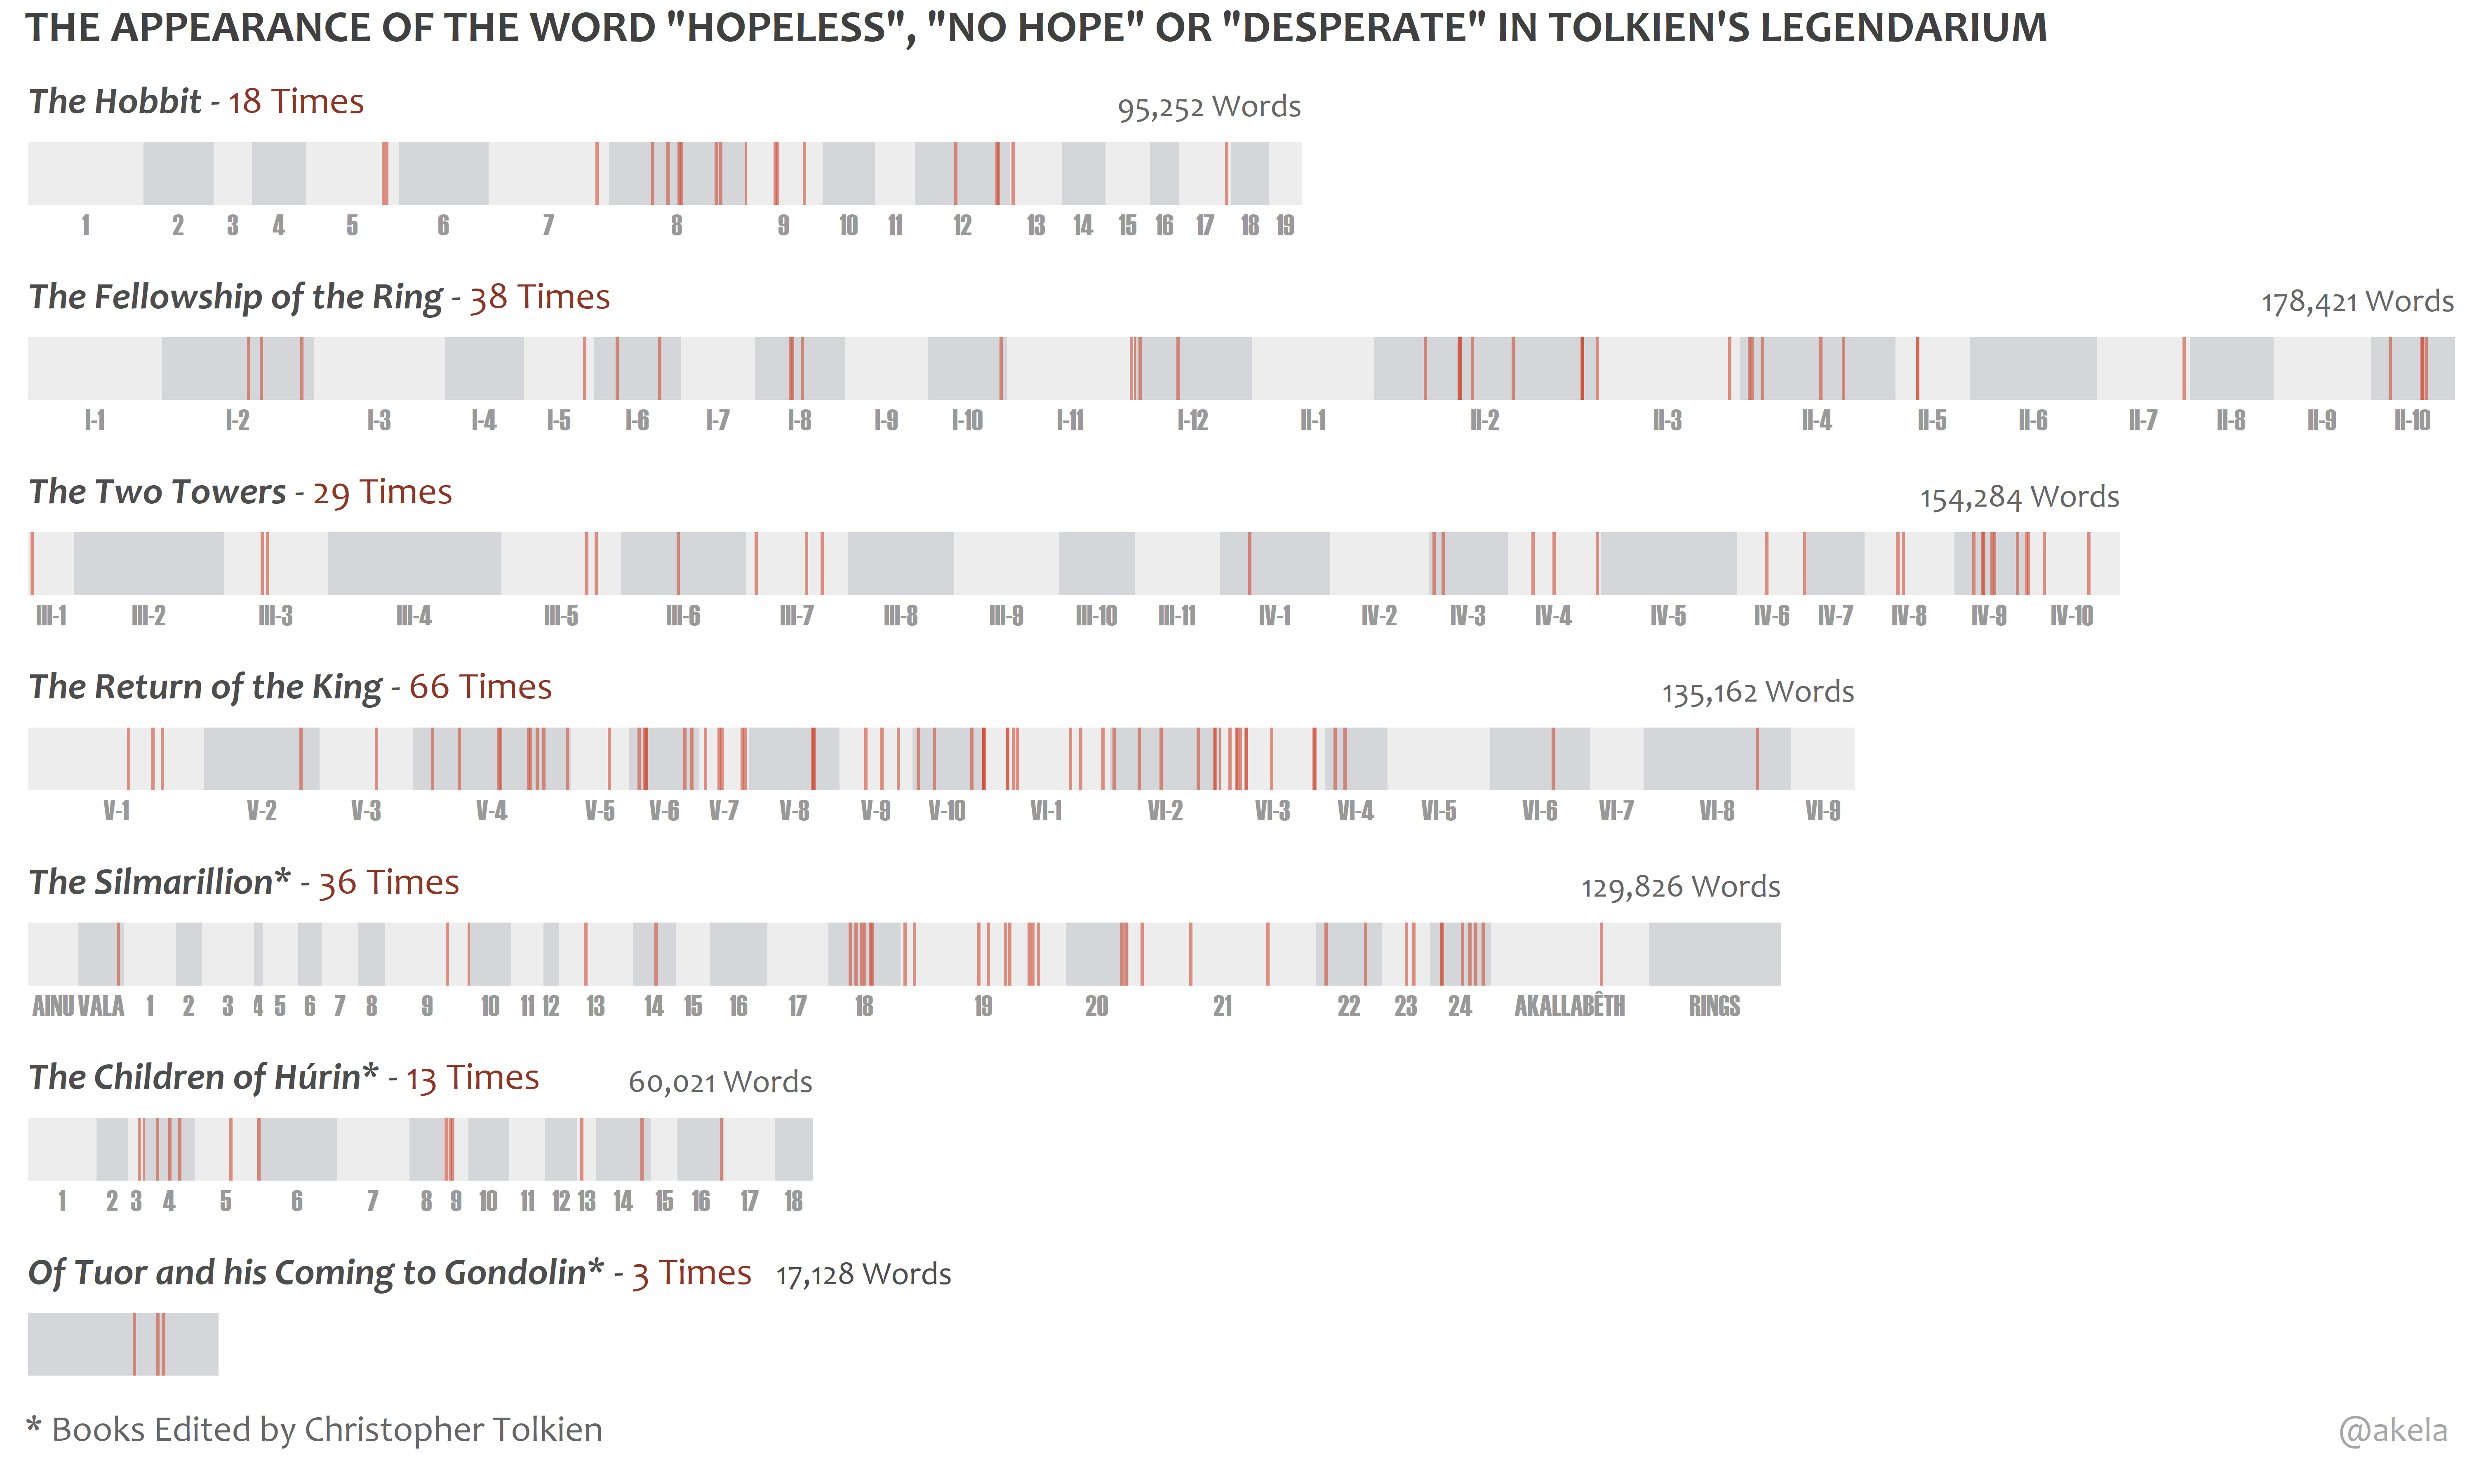 THE APPEARANCE OF THE WORD "HOPELESS", "NO HOPE" OR "DESPERATE" IN TOLKIEN'S LEGENDARIUM
The Hobbit - 18 Times 95,252 Words
1 2 3 4 5 6 7 8 9 10 11 12 13 14 15 16 17 18 19
The Fellowship of the Ring - 38 Times 178,421 Words
I-1 I-2 I-3 I-4 I-5 I-6 I-7 I-8 I-9 I-10 I-11 I-12 II-1 II-2 II-3 II-4 II-5 II-6 II-7 II-8 II-9 II-10
The Two Towers - 29 Times 154,284 Words
III-1 III-2 III-3 III-4 III-5 III-6 III-7 III-8 III-9 III-10 III-11 IV-1 IV-2 IV-3 IV-4 IV-5 IV-6 IV-7 IV-8 IV-9 IV-10
The Return of the King - 66 Times 135,162 Words
V-1 V-2 V-3 V-4 V-5 V-6 V-7 V-8 V-9 V-10 VI-1 VI-2 VI-3 VI-4 VI-5 VI-6 VI-7 VI-8 VI-9
The Silmarillion* - 36 Times 129,826 Words
AINU VALA 1 2 3 4 5 6 7 8 9 10 11 12 13 14 15 16 17 18 19 20 21 22 23 24 AKALLABÊTH RINGS
The Children of Húrin* - 13 Times 60,021 Words
1 2 3 4 5 6 7 8 9 10 11 12 13 14 15 16 17 18
Of Tuor and his Coming to Gondolin* - 3 Times 17,128 Words
* Books Edited by Christopher Tolkien
@akela